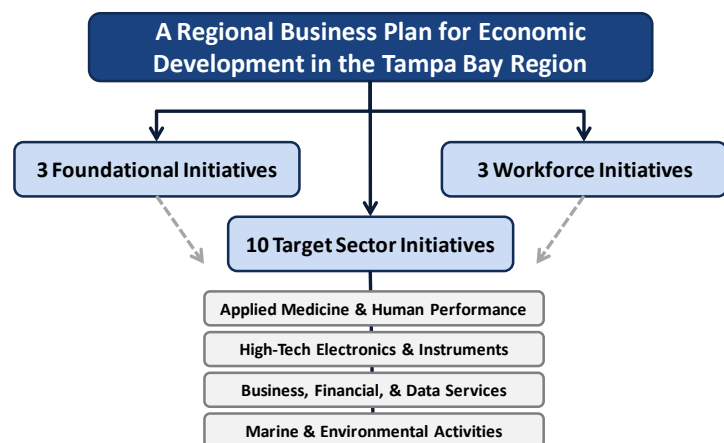 A Regional Business Plan for Economic
Development in the Tampa Bay Region
3 Foundational Initiatives
3 Workforce Initiatives
10 Target Sector Initiatives
Applied Medicine & Human Performance
High-Tech Electronics & Instruments
Business, Financial, & Data Services
Marine & Environmental Activities